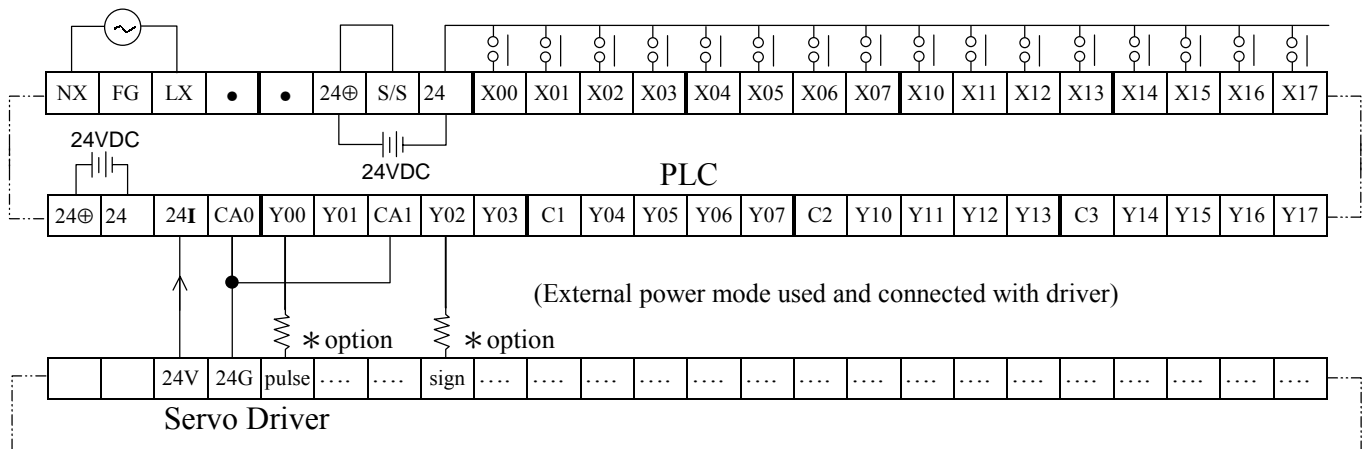 NX FG LX • • 24⊕ S/S 24 X00 X01 X02 X03 X04 X05 X06 X07 X10 X11 X12 X13 X14 X15 X16 X17
24VDC
24VDC
PLC
24⊕ 24 24I CA0 Y00 Y01 CA1 Y02 Y03 C1 Y04 Y05 Y06 Y07 C2 Y10 Y11 Y12 Y13 C3 Y14 Y15 Y16 Y17
(External power mode used and connected with driver)
*option *option
24V 24G pulse .... .... sign .... .... .... .... .... .... .... .... .... .... .... .... .... .... .... ....
Servo Driver